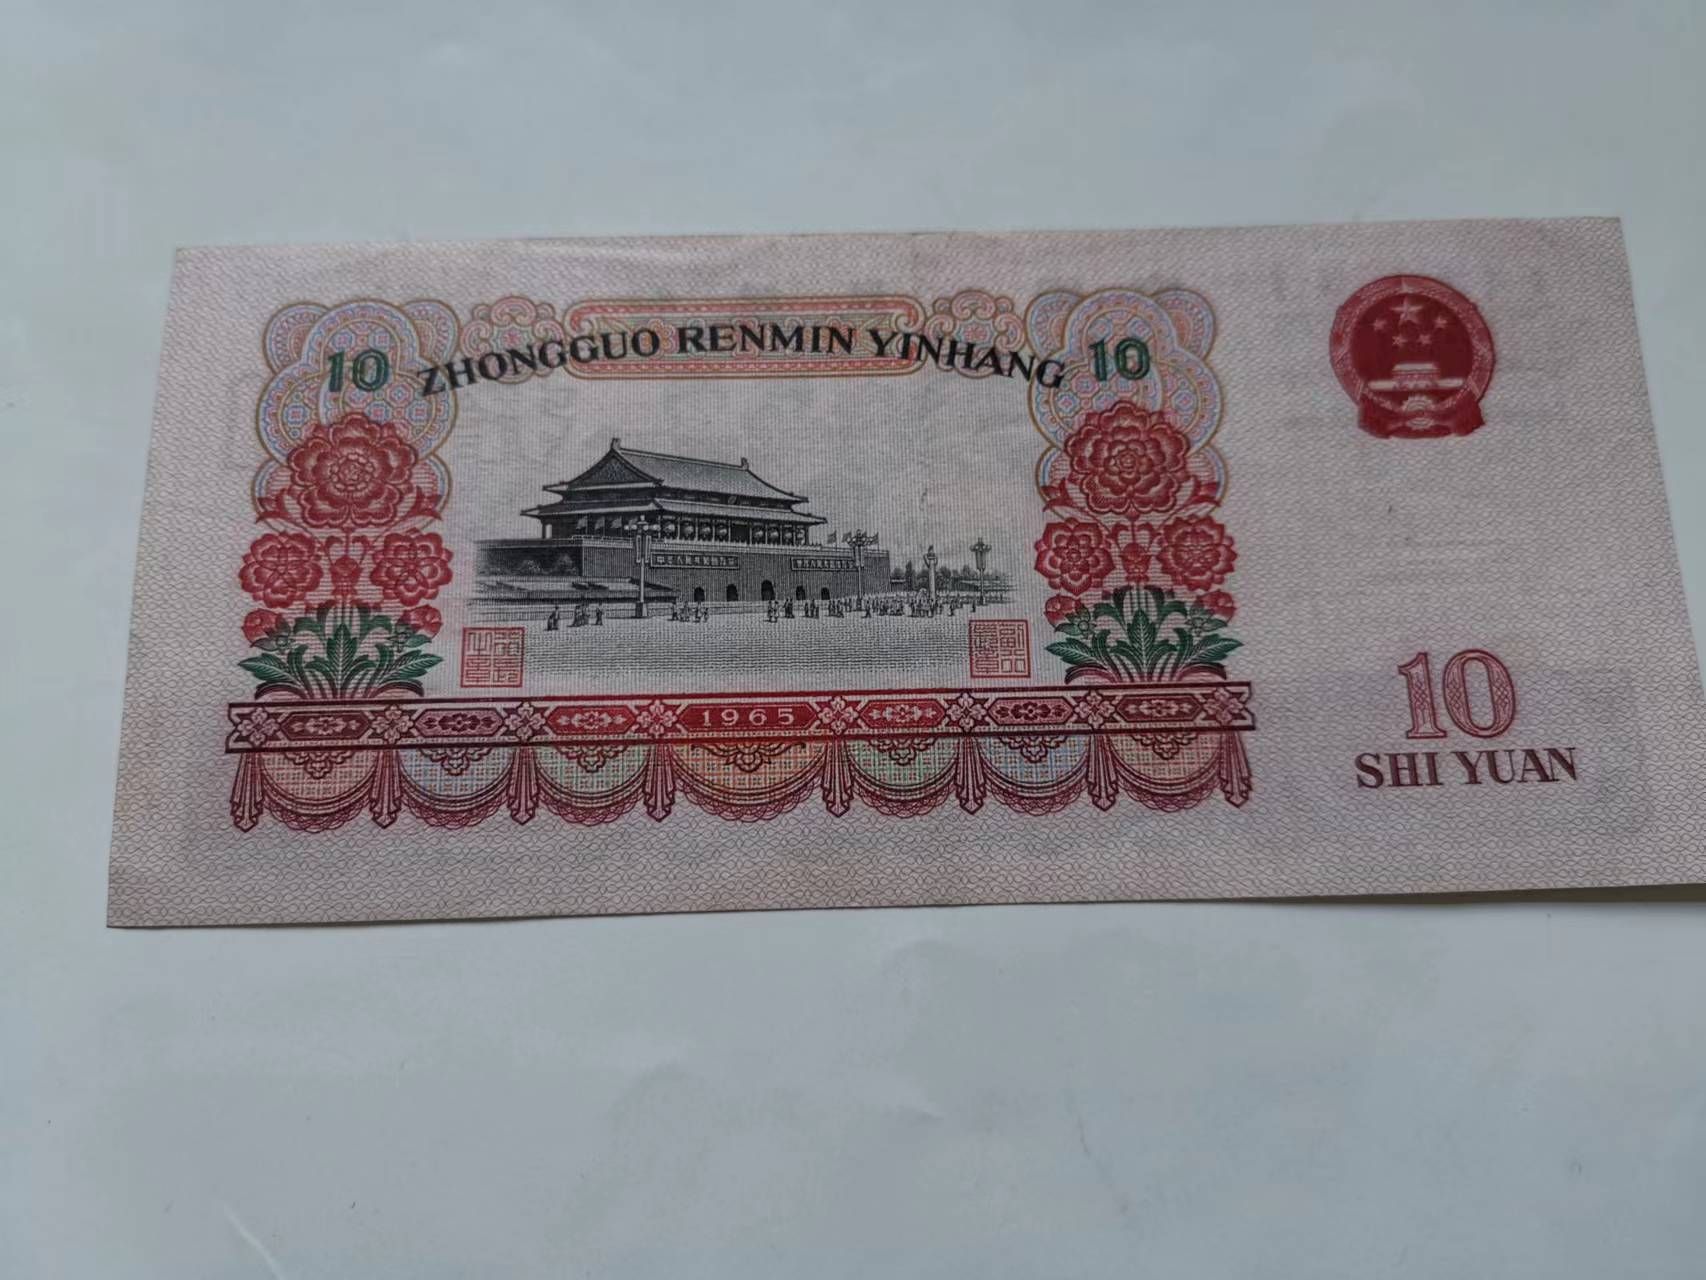 10 ZHONGGUO RENMIN YINHANG 10
1965
10
SHI YUAN